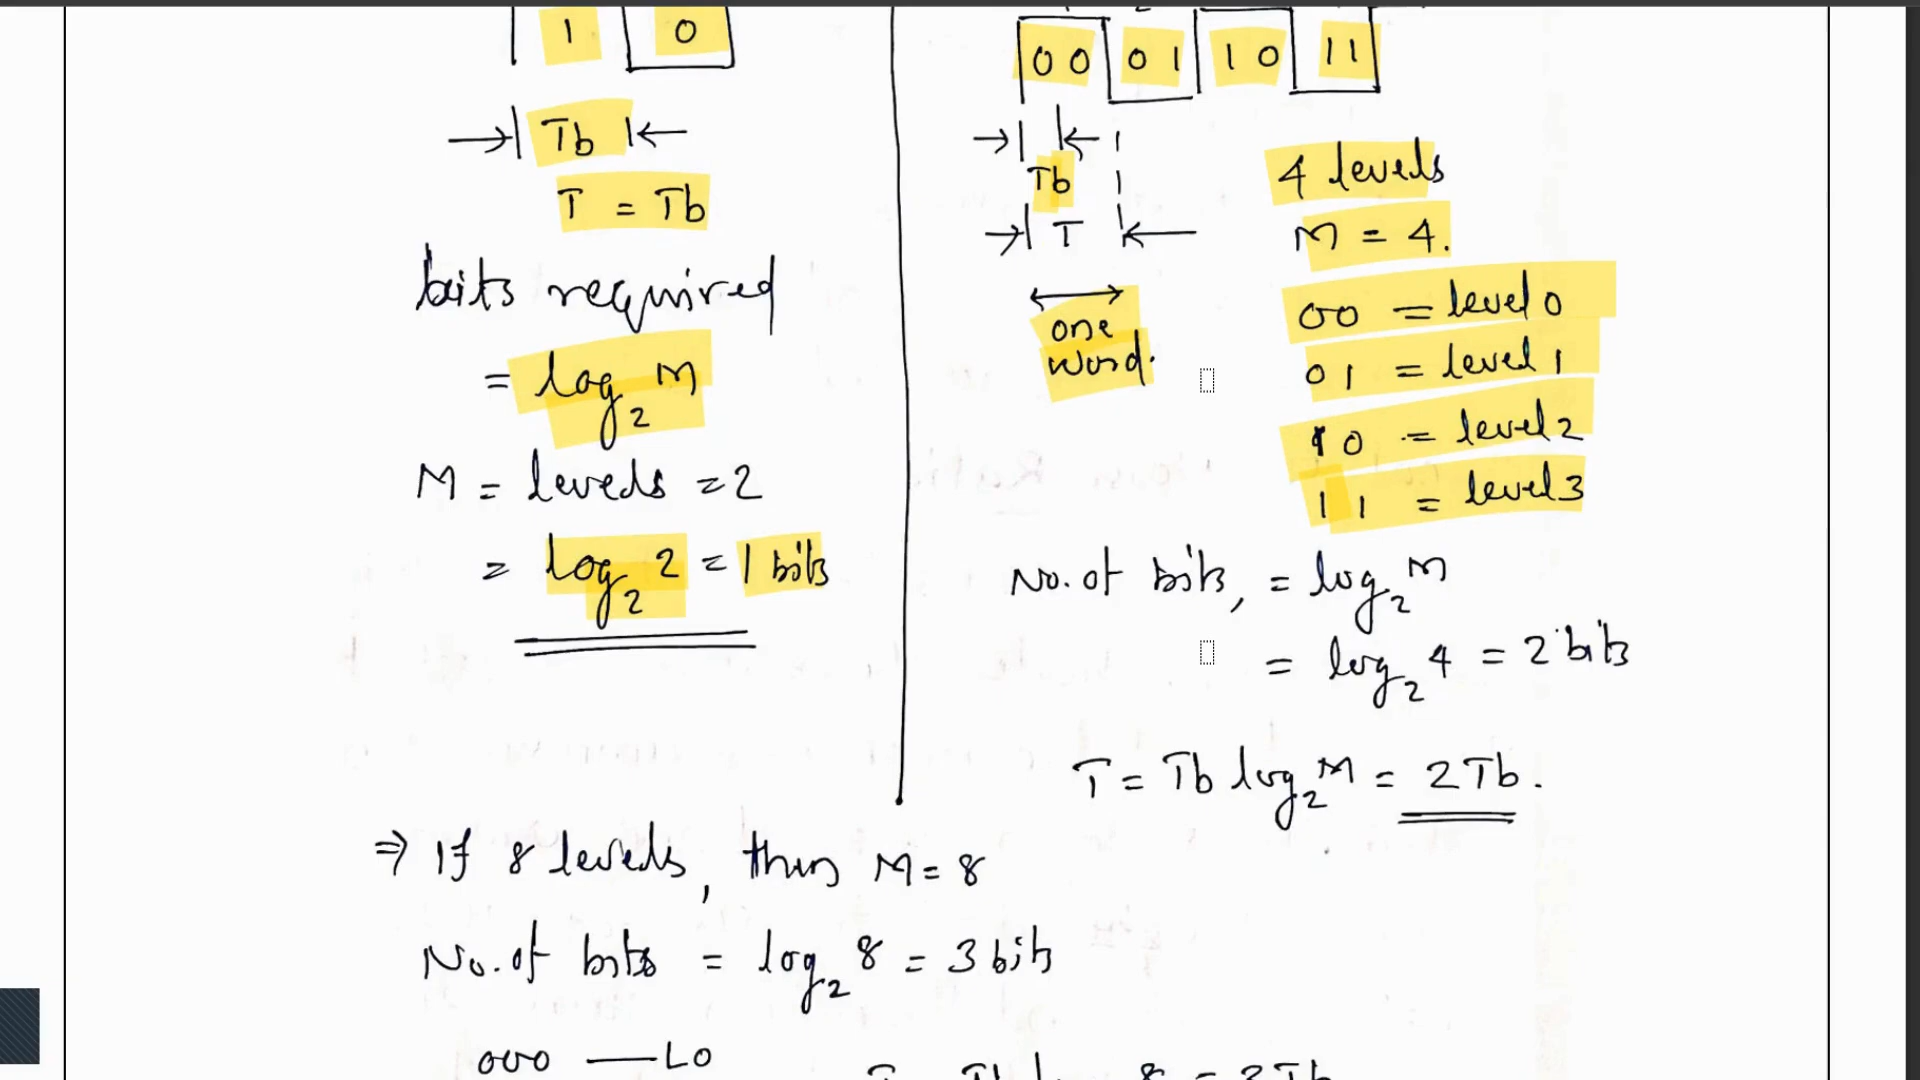 1 0
Tb
T = Tb
bits required
= log₂ M
M = levels = 2
= log₂ 2 = 1 bits
00 01 10 11
Tb
T
one
word.
4 levels
M = 4.
00 = level 0
01 = level 1
10 = level 2
11 = level 3
No. of bits, = log₂ M
= log₂ 4 = 2 bits
T = Tb log₂ M = 2Tb.
⇒ If 8 levels, M = 8
No. of bits = log₂ 8 = 3 bits
000 — L0
8 = 3Tb